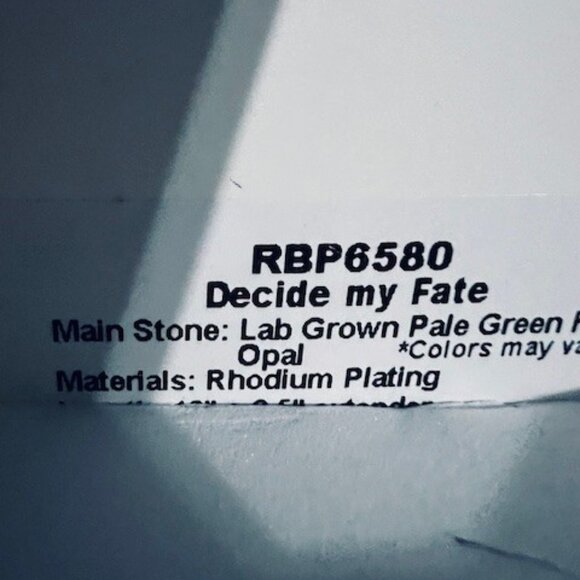 RBP6580
Decide my Fate
Main Stone: Lab Grown Pale Green
Opal *Colors may
Materials: Rhodium Plating